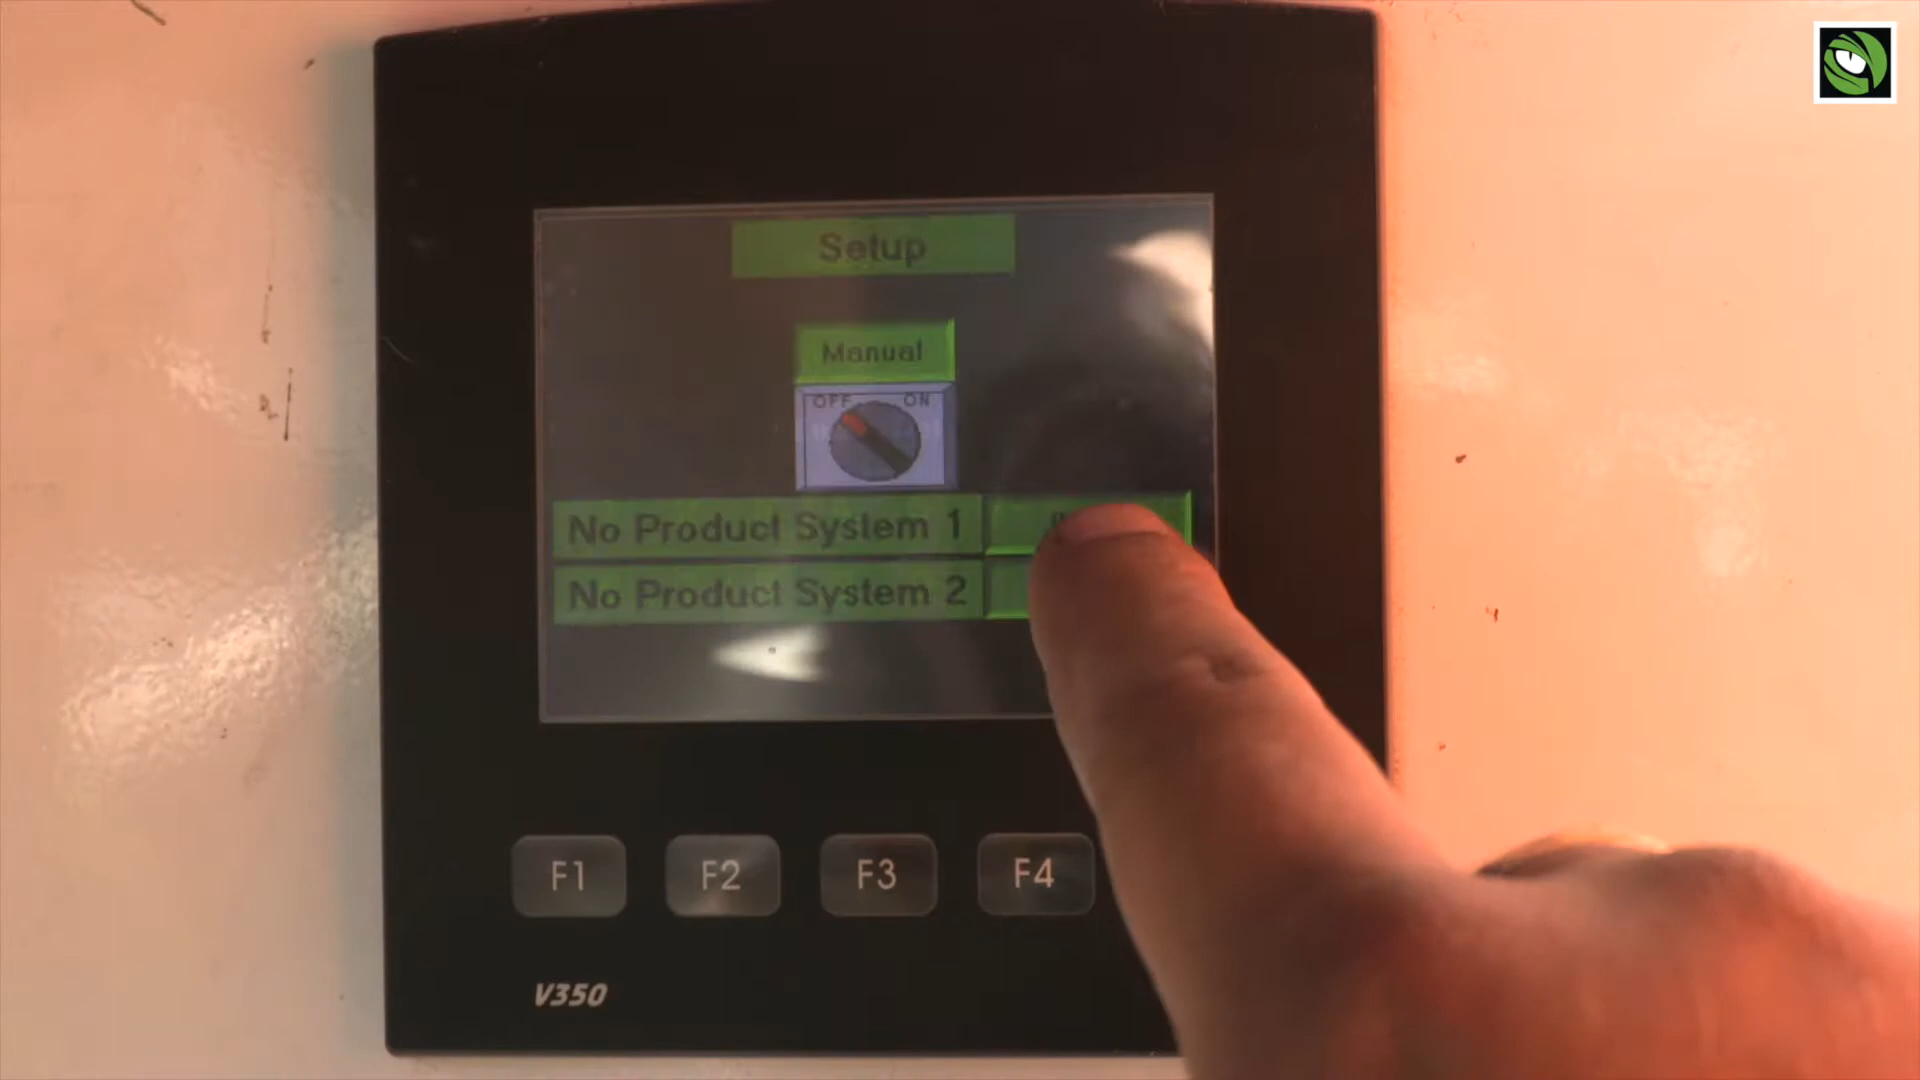 Setup
Manual
OFF ON
No Product System 1
No Product System 2
F1 F2 F3 F4
V350